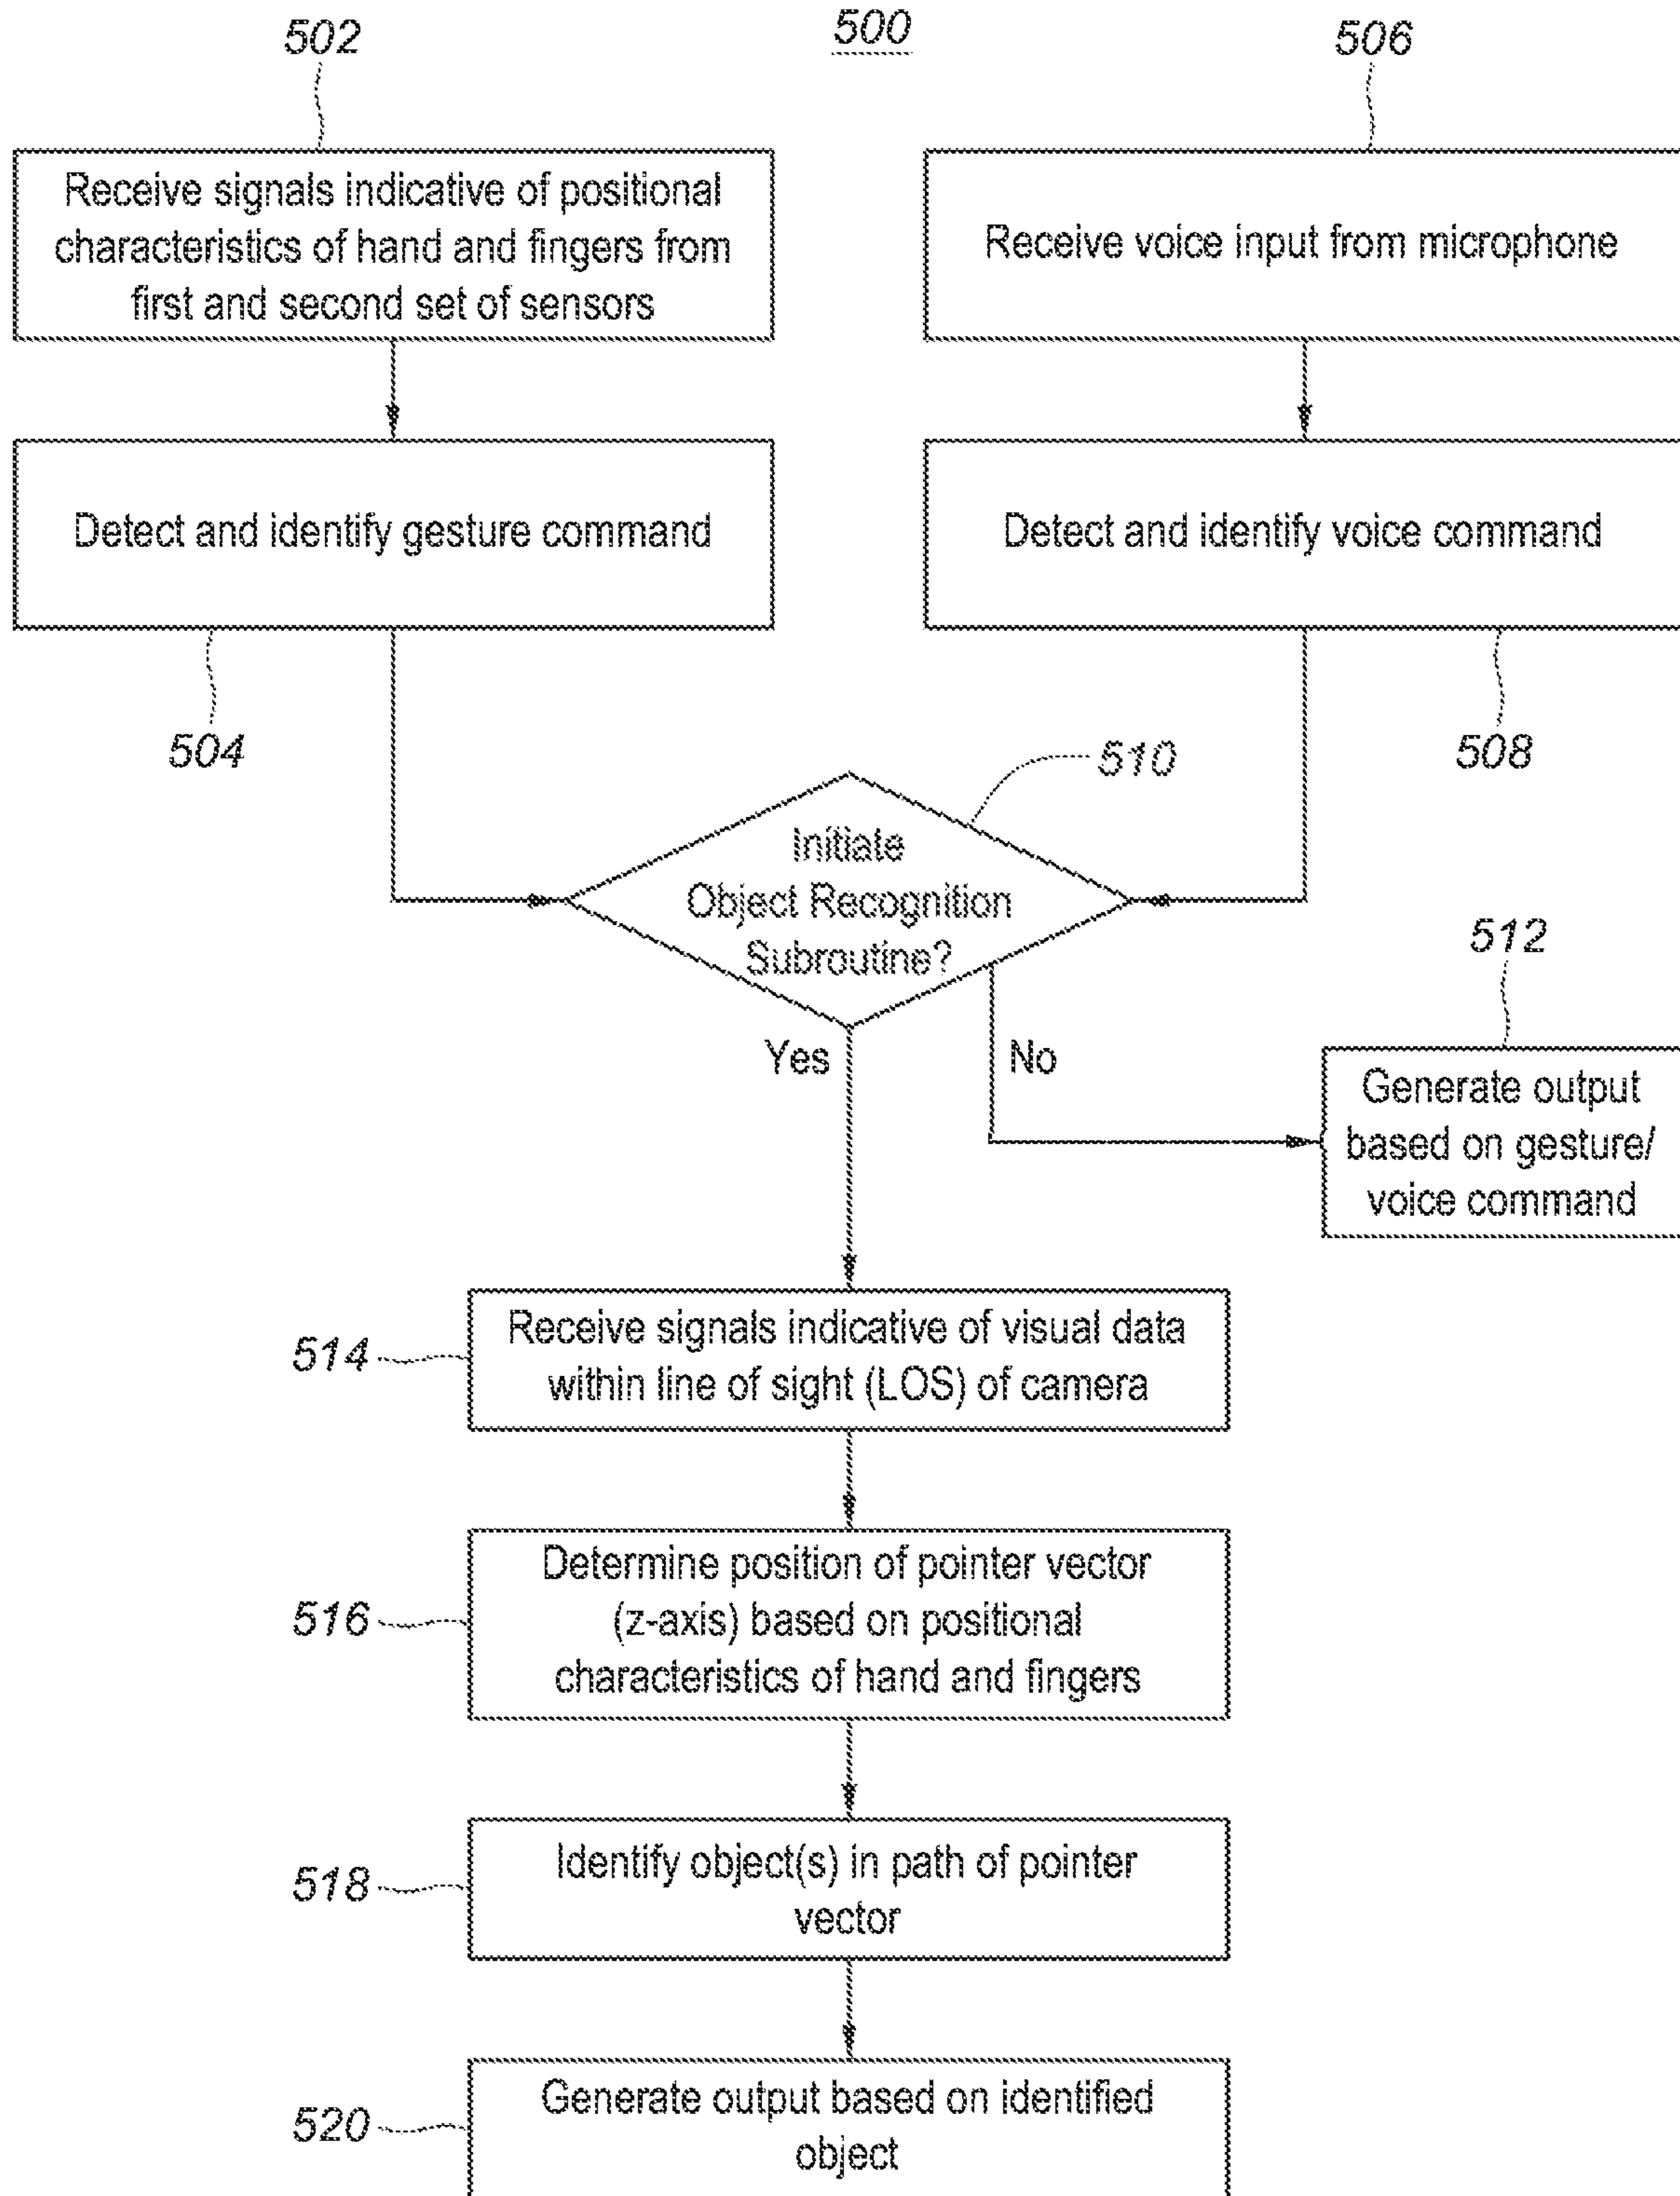 500
502
506
Receive signals indicative of positional
characteristics of hand and fingers from
first and second set of sensors
Receive voice input from microphone
Detect and identify gesture command
Detect and identify voice command
504
508
510
Initiate
Object Recognition
Subroutine?
512
Yes
No
Generate output
based on gesture/
voice command
514
Receive signals indicative of visual data
within line of sight (LOS) of camera
516
Determine position of pointer vector
(z-axis) based on positional
characteristics of hand and fingers
518
Identify object(s) in path of pointer
vector
520
Generate output based on identified
object